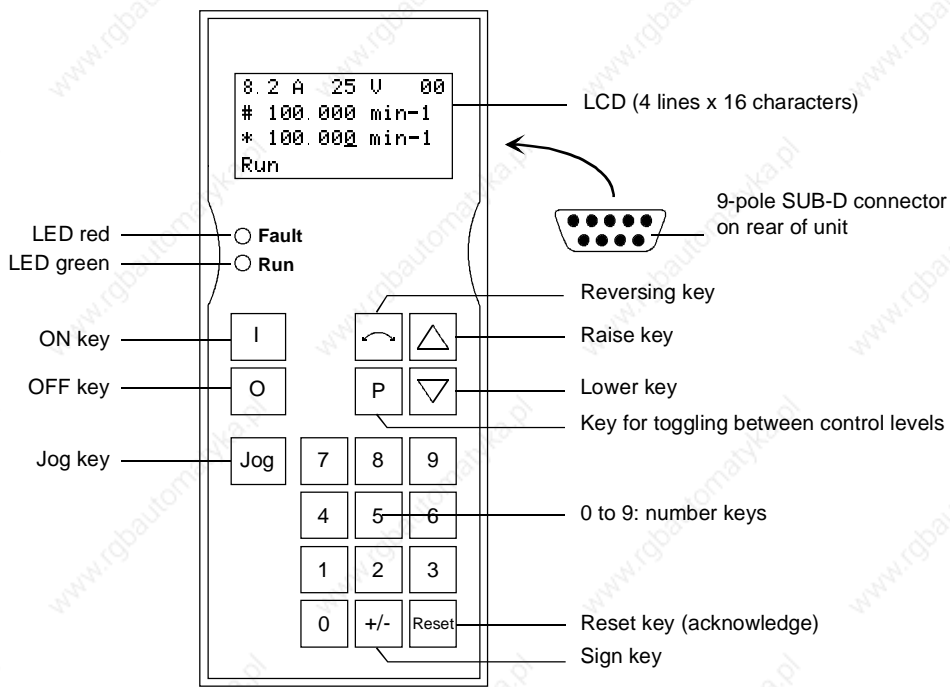 8.2 A 25 V 00
# 100.000 min-1
* 100.000 min-1
Run
LCD (4 lines x 16 characters)
9-pole SUB-D connector
on rear of unit
LED red
Fault
LED green
Run
Reversing key
ON key
I
Raise key
OFF key
O
P
Lower key
Key for toggling between control levels
Jog key
Jog
7
8
9
4
5
6
0 to 9: number keys
1
2
3
0
+/-
Reset
Reset key (acknowledge)
Sign key
www.rgbautomatyka.pl